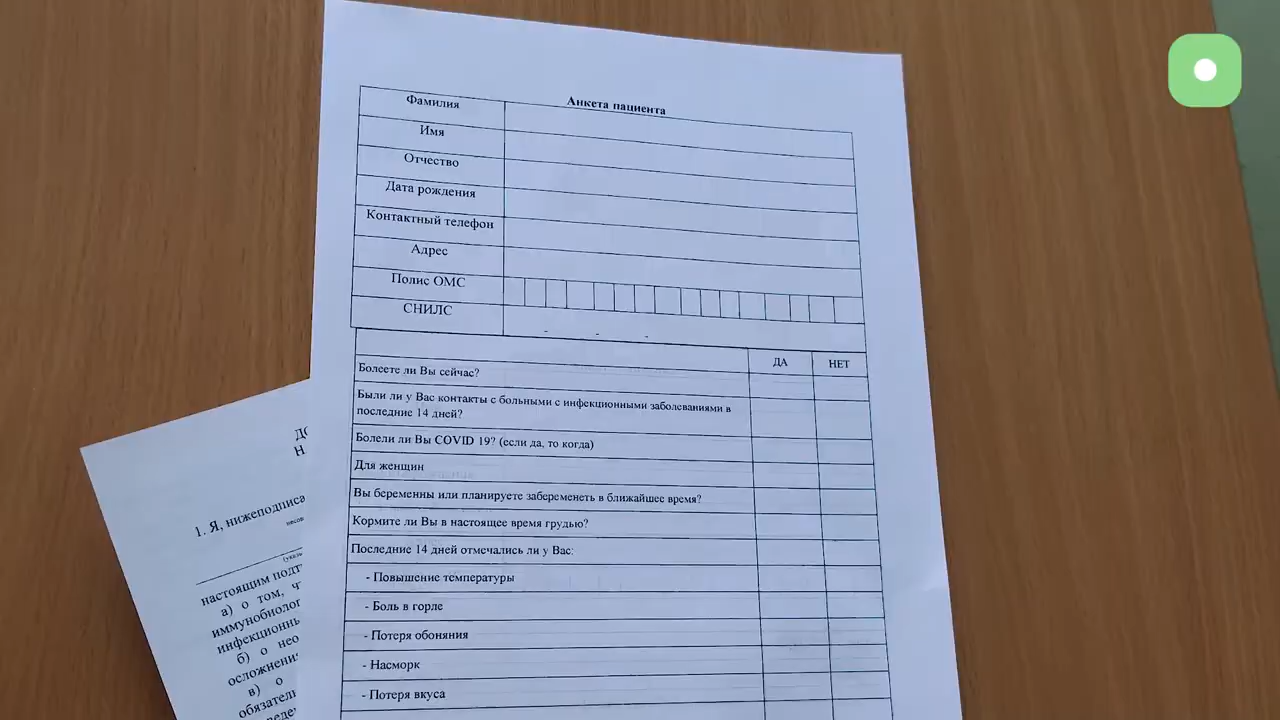 Анкета пациента
Фамилия
Имя
Отчество
Дата рождения
Контактный телефон
Адрес
Полис ОМС
СНИЛС - - -
ДА НЕТ
Болеете ли Вы сейчас?
Были ли у Вас контакты с больными с инфекционными заболеваниями в
последние 14 дней?
Болели ли Вы COVID 19? (если да, то когда)
Для женщин
Вы беременны или планируете забеременеть в ближайшее время?
Кормите ли Вы в настоящее время грудью?
Последние 14 дней отмечались ли у Вас:
- Повышение температуры
- Боль в горле
- Потеря обоняния
- Насморк
- Потеря вкуса
1. Я, нижеподписа
настоящим подт
а) о том, ч
иммунобиолог
инфекционны
б) о нео
осложнени
в) о
обязател